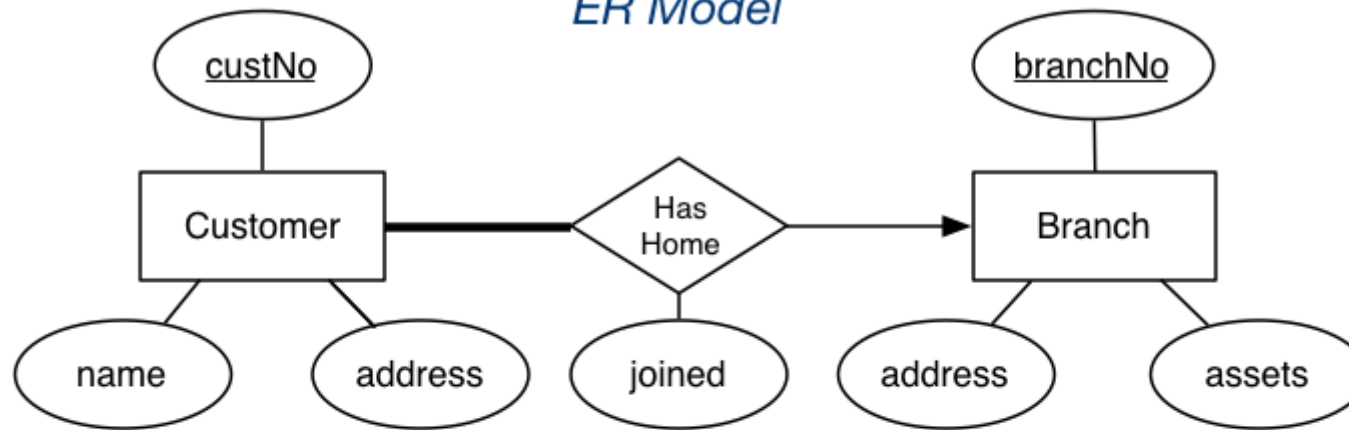 ER Model
custNo
branchNo
Customer
Has
Home
Branch
name
address
joined
address
assets